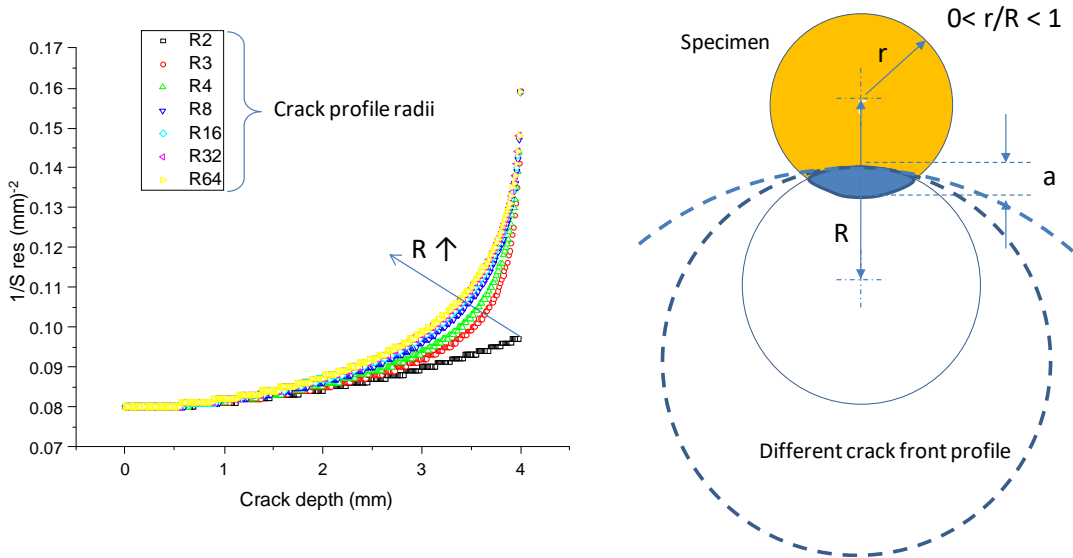 0.17
0.16
0.15
0.14
0.13
0.12
0.11
0.10
0.09
0.08
0.07
1/S res (mm)⁻²
0
1
2
3
4
Crack depth (mm)
R2
R3
R4
R8
R16
R32
R64
Crack profile radii
R ↑
0< r/R < 1
Specimen
r
a
R
Different crack front profile